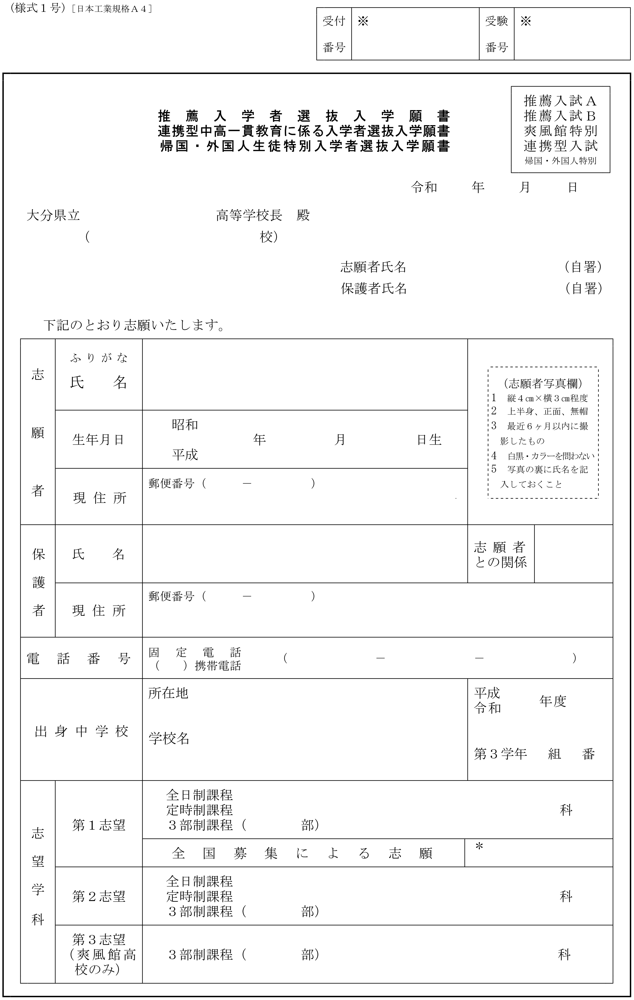 （様式１号）［日本工業規格Ａ４］
受付 ※ 受験 ※
番号 番号
推薦入学者選抜入学願書
連携型中高一貫教育に係る入学者選抜入学願書
帰国・外国人生徒特別入学者選抜入学願書
推薦入試Ａ
推薦入試Ｂ
爽風館特別
連携型入試
帰国・外国人特別
令和　　年　　月　　日
大分県立　　　　　　　　高等学校長　殿
（　　　　　　　　校）
志願者氏名　　　　　　　　（自署）
保護者氏名　　　　　　　　（自署）
下記のとおり志願いたします。
志願者
ふりがな
氏　名
（志願者写真欄）
1　縦４㎝×横３㎝程度
2　上半身、正面、無帽
3　最近６ヶ月以内に撮
影したもの
4　白黒・カラーを問わない
5　写真の裏に氏名を記
入しておくこと
生年月日
昭和
平成
年　　月　　日生
現住所
郵便番号（　　－　　）
保護者
氏　名
志願者
との関係
現住所
郵便番号（　　－　　）
電話番号
固定電話
（　）携帯電話
（　　－　　－　　）
出身中学校
所在地
学校名
平成
令和
年度
第３学年　組　番
志望学科
第１志望
全日制課程
定時制課程　　　　　　　　科
３部制課程（　　　　部）
全国募集による志願　＊
第２志望
全日制課程
定時制課程　　　　　　　　科
３部制課程（　　　　部）
第３志望
（爽風館高
校のみ）
３部制課程（　　　　部）　　　　科